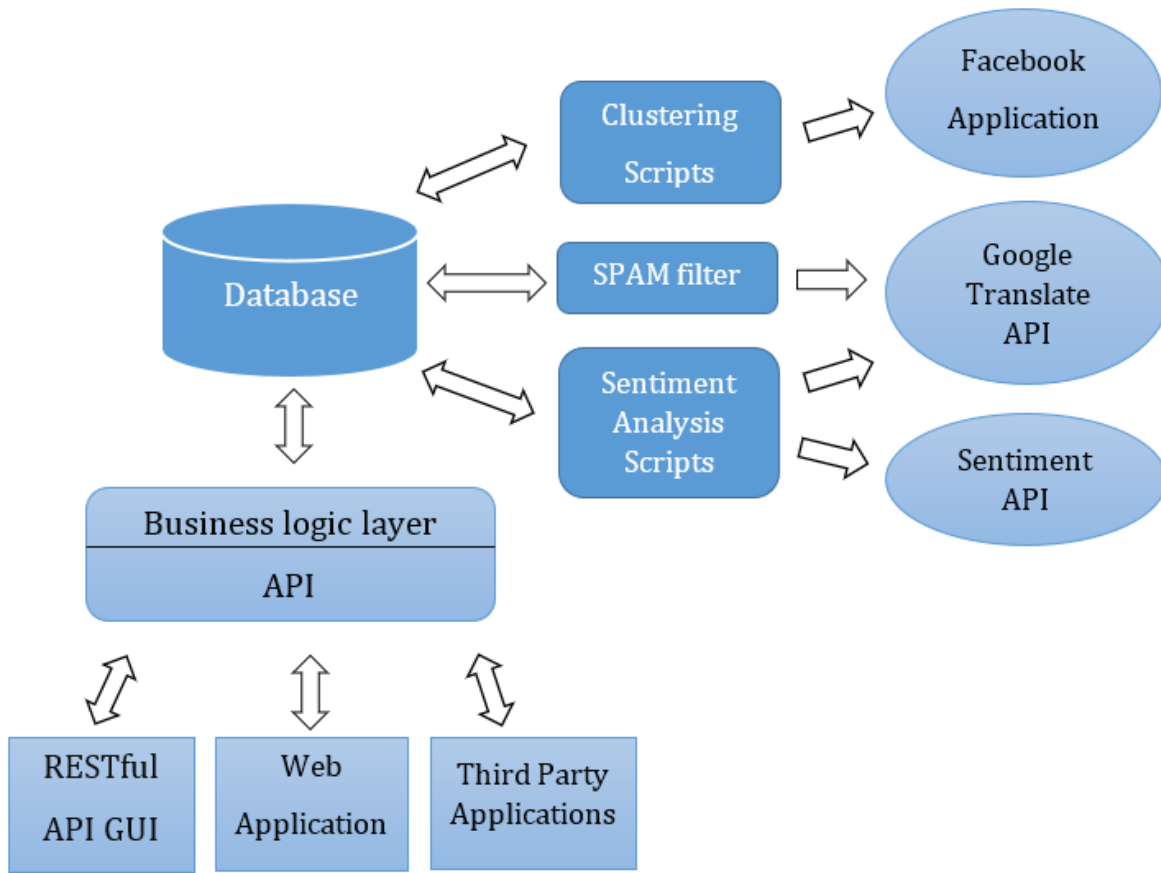 Facebook
Application
Clustering
Scripts
Database
SPAM filter
Google
Translate
API
Sentiment
Analysis
Scripts
Sentiment
API
Business logic layer
API
RESTful
API GUI
Web
Application
Third Party
Applications